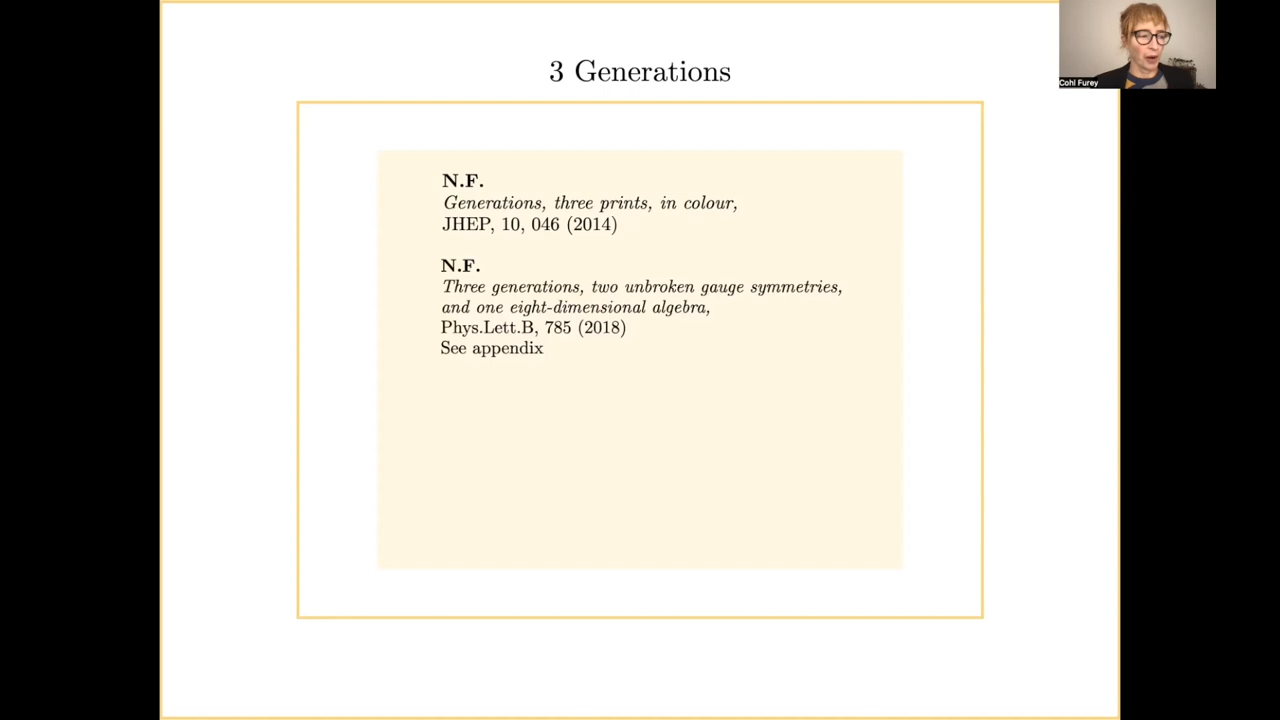 3 Generations
Cohl Furey
N.F.
Generations, three prints, in colour,
JHEP, 10, 046 (2014)
N.F.
Three generations, two unbroken gauge symmetries,
and one eight-dimensional algebra,
Phys.Lett.B, 785 (2018)
See appendix